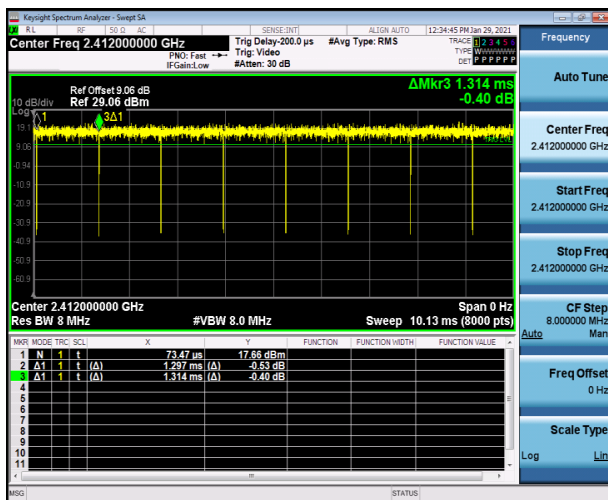 Keysight Spectrum Analyzer - Swept SA
RL RF 50 Ω AC SENSE:INT ALIGN AUTO 12:34:45 PM Jan 29, 2021
Center Freq 2.412000000 GHz
PNO: Fast
IFGain:Low
Trig Delay-200.0 µs
Trig: Video
#Atten: 30 dB
#Avg Type: RMS
TRACE 1 2 3 4 5 6
TYPE WWWWWW
DET P P P P P P
Ref Offset 9.06 dB
10 dB/div Ref 29.06 dBm
ΔMkr3 1.314 ms
-0.40 dB
Log
1
3Δ1
19.1
9.06
-0.94
-10.9
-20.9
-30.9
-40.9
-50.9
-60.9
Center 2.412000000 GHz Span 0 Hz
Res BW 8 MHz #VBW 8.0 MHz Sweep 10.13 ms (8000 pts)
MKR MODE TRC SCL X Y FUNCTION FUNCTION WIDTH FUNCTION VALUE
1 N 1 t 73.47 µs 17.66 dBm
2 Δ1 1 t (Δ) 1.297 ms (Δ) -0.53 dB
3 Δ1 1 t (Δ) 1.314 ms (Δ) -0.40 dB
4
5
6
7
8
9
10
11
MSG STATUS
Frequency
Auto Tune
Center Freq
2.412000000 GHz
Start Freq
2.412000000 GHz
Stop Freq
2.412000000 GHz
CF Step
8.000000 MHz
Auto Man
Freq Offset
0 Hz
Scale Type
Log Lin